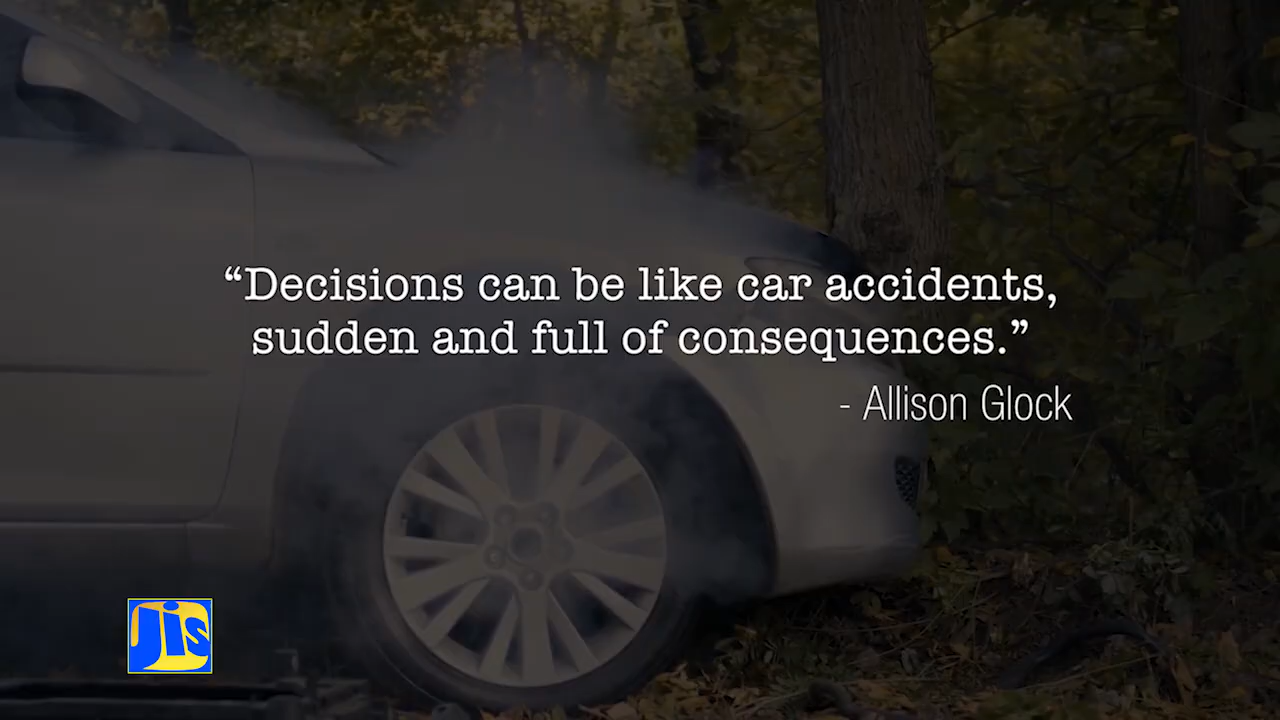 “Decisions can be like car accidents,
sudden and full of consequences.”
- Allison Glock
JIS